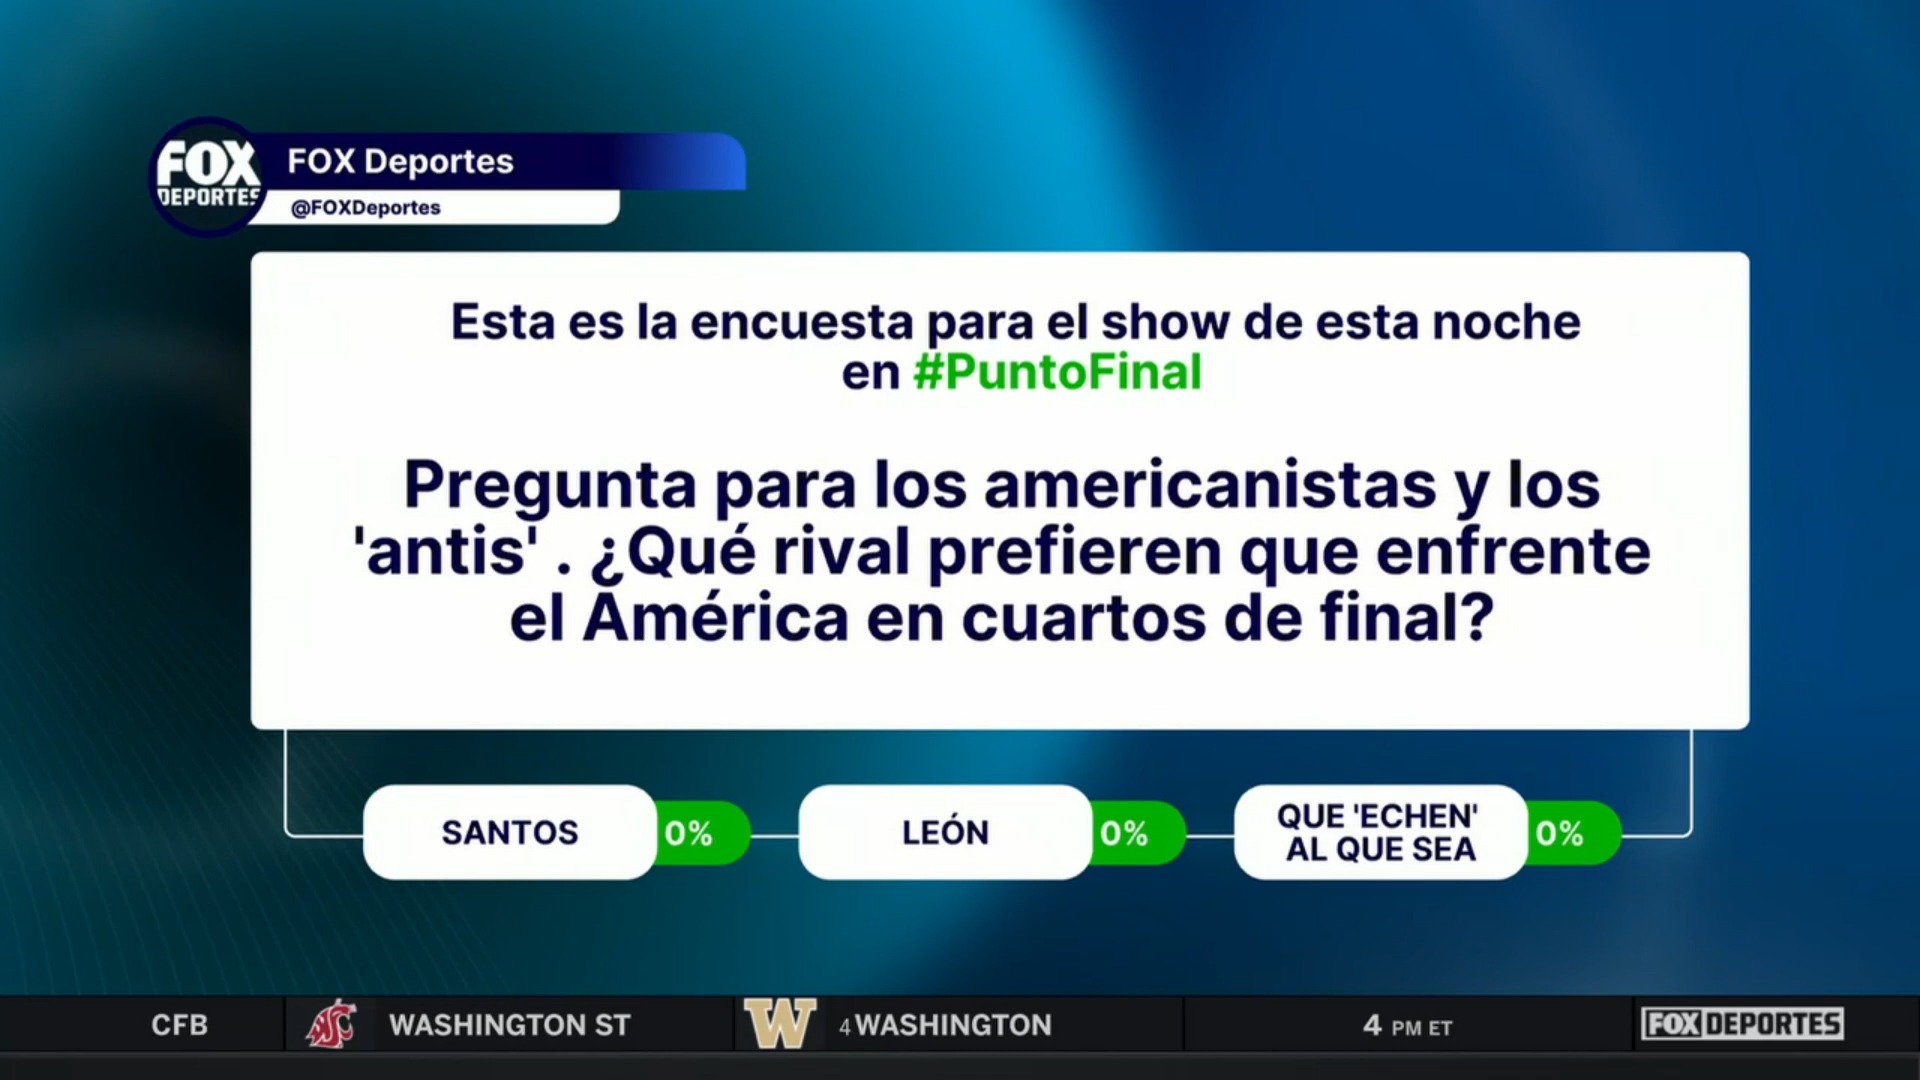 FOX
DEPORTES
FOX Deportes
@FOXDeportes
Esta es la encuesta para el show de esta noche
en #PuntoFinal
Pregunta para los americanistas y los
'antis' . ¿Qué rival prefieren que enfrente
el América en cuartos de final?
SANTOS 0%
LEÓN 0%
QUE 'ECHEN'
AL QUE SEA 0%
CFB WASHINGTON ST W 4 WASHINGTON 4 PM ET FOX DEPORTES